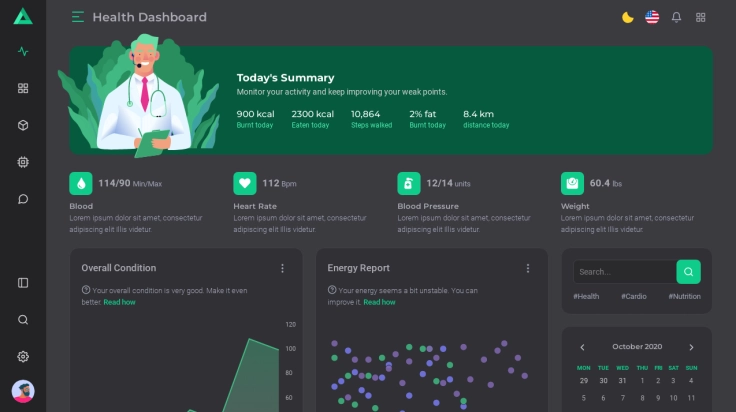 Health Dashboard
Today's Summary
Monitor your activity and keep improving your weak points.
900 kcal 2300 kcal 10,864 2% fat 8.4 km
Burnt today Eaten today Steps walked Burnt today distance today
114/90 Min/Max 112 Bpm 12/14 units 60.4 lbs
Blood Heart Rate Blood Pressure Weight
Lorem ipsum dolor sit amet, consectetur Lorem ipsum dolor sit amet, consectetur Lorem ipsum dolor sit amet, consectetur Lorem ipsum dolor sit amet, consectetur
adipiscing elit illis videtur. adipiscing elit illis videtur. adipiscing elit illis videtur. adipiscing elit illis videtur.
Overall Condition
Your overall condition is very good. Make it even
better. Read how
120
100
80
60
Energy Report
Your energy seems a bit unstable. You can
improve it. Read how
Search...
#Health #Cardio #Nutrition
October 2020
MON TUE WED THU FRI SAT SUN
29 30 31 1 2 3 4
5 6 7 8 9 10 11